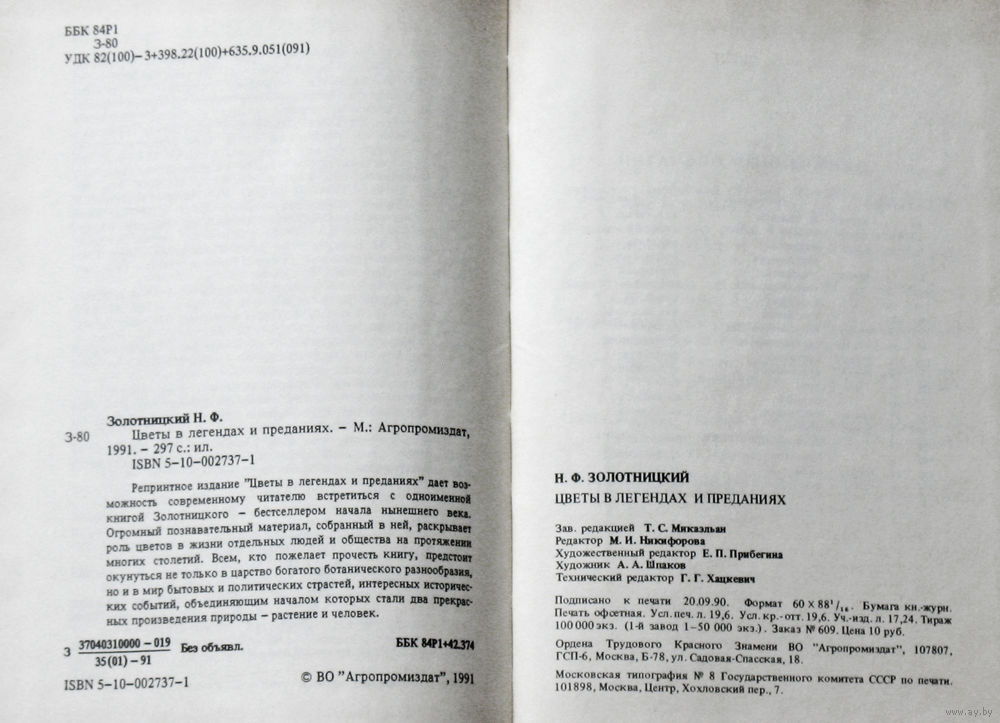 ББК 84Р1
З-80
УДК 82(100)-3+398.22(100)+635.9.051(091)
Золотницкий Н. Ф.
З-80 Цветы в легендах и преданиях. - М.: Агропромиздат,
1991. - 297 с.: ил.
ISBN 5-10-002737-1
Репринтное издание "Цветы в легендах и преданиях" дает воз-
можность современному читателю встретиться с одноименной
книгой Золотницкого - бестселлером начала нынешнего века.
Огромный познавательный материал, собранный в ней, раскрывает
роль цветов в жизни отдельных людей и общества на протяжении
многих столетий. Всем, кто пожелает прочесть книгу, предстоит
окунуться не только в царство богатого ботанического разнообразия,
но и в мир бытовых и политических страстей, интересных историчес-
ких событий, объединяющим началом которых стали два прекрас-
ных произведения природы - растение и человек.
З 37040310000-019 / 35(01)-91 Без объявл. ББК 84Р1+42.374
ISBN 5-10-002737-1 © ВО "Агропромиздат", 1991
Н. Ф. ЗОЛОТНИЦКИЙ
ЦВЕТЫ В ЛЕГЕНДАХ И ПРЕДАНИЯХ
Зав. редакцией Т. С. Микаэльян
Редактор М. И. Никифорова
Художественный редактор Е. П. Прибегина
Художник А. А. Шпаков
Технический редактор Г. Г. Хацкевич
Подписано к печати 20.09.90. Формат 60 X 88 1/16. Бумага кн.-журн.
Печать офсетная. Усл. печ. л. 19,6. Усл. кр.-отт. 19,6. Уч.-изд. л. 17,24. Тираж
100 000 экз. (1-й завод 1-50 000 экз.). Заказ № 609. Цена 10 руб.
Ордена Трудового Красного Знамени ВО "Агропромиздат", 107807,
ГСП-6, Москва, Б-78, ул. Садовая-Спасская, 18.
Московская типография № 8 Государственного комитета СССР по печати.
101898, Москва, Центр, Хохловский пер., 7.
www.ay.by